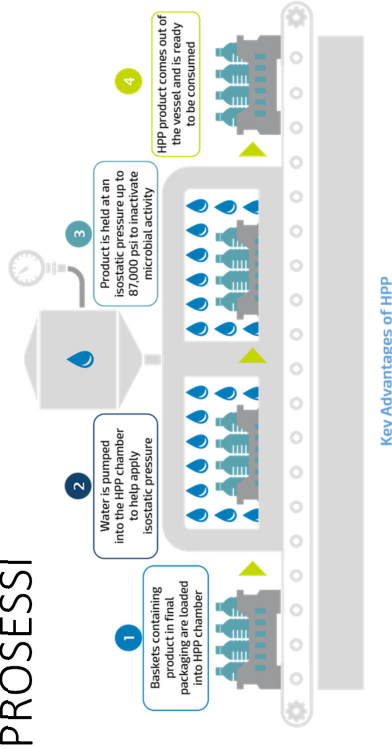 PROSESSI
1
Baskets containing
product in final
packaging are loaded
into HPP chamber
2
Water is pumped
into the HPP chamber
to help apply
isostatic pressure
3
Product is held at an
isostatic pressure up to
87,000 psi to inactivate
microbial activity
4
HPP product comes out of
the vessel and is ready
to be consumed
Key Advantages of HPP